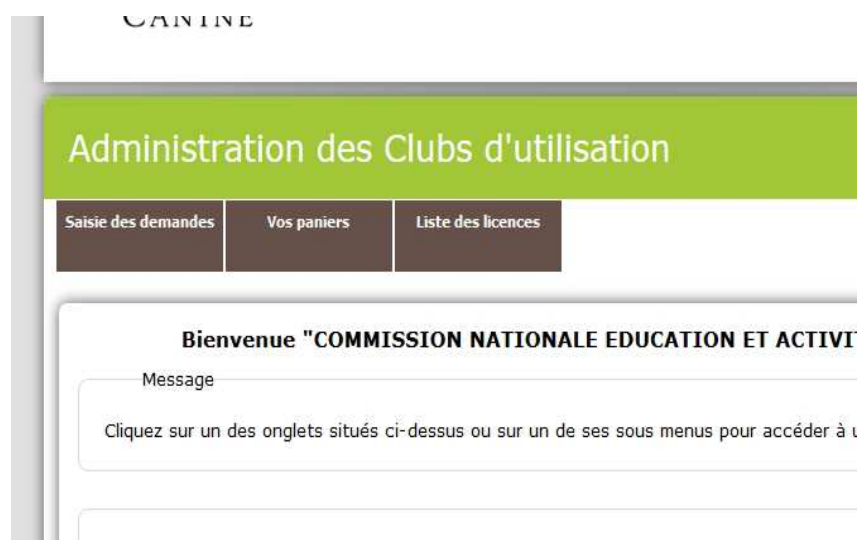 CANINE
Administration des Clubs d'utilisation
Saisie des demandes
Vos paniers
Liste des licences
Bienvenue "COMMISSION NATIONALE EDUCATION ET
Message
Cliquez sur un des onglets situés ci-dessus ou sur un de ses sous menus pour accéder à